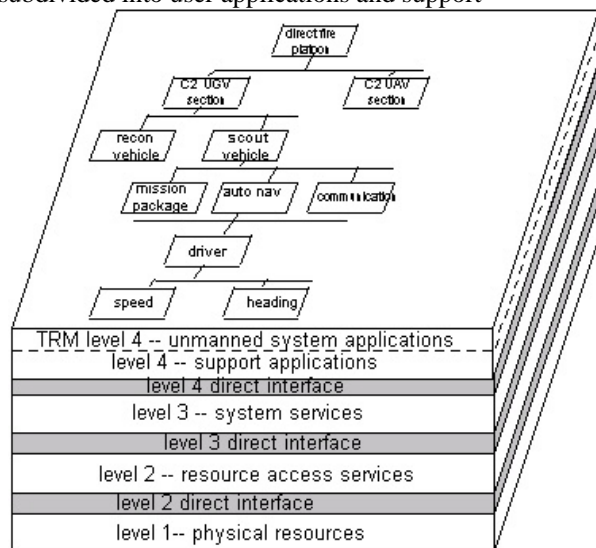 subdivided into user applications and support
direct fire
platoon
C2 UGV
section
C2 UAV
section
recon
vehicle
scout
vehicle
mission
package
auto nav
communication
driver
speed
heading
TRM level 4 -- unmanned system applications
level 4 -- support applications
level 4 direct interface
level 3 -- system services
level 3 direct interface
level 2 -- resource access services
level 2 direct interface
level 1-- physical resources